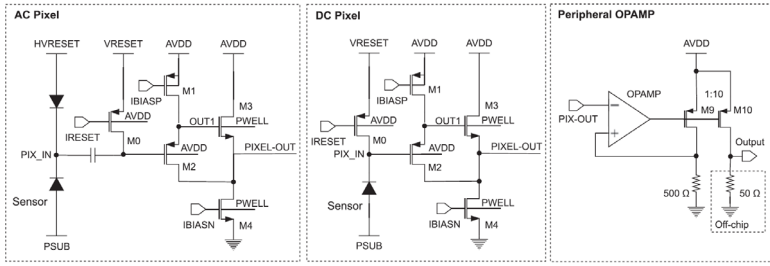 AC Pixel
HVRESET VRESET AVDD AVDD
M1
IBIASP
M3
AVDD OUT1 PWELL
IRESET
M0
PIXEL-OUT
PIX_IN AVDD
M2
Sensor
PWELL
IBIASN M4
PSUB
DC Pixel
VRESET AVDD AVDD
M1
IBIASP
M3
AVDD OUT1 PWELL
IRESET
M0
PIXEL-OUT
PIX_IN AVDD
M2
Sensor
PWELL
IBIASN M4
PSUB
Peripheral OPAMP
AVDD
OPAMP 1:10
M9 M10
PIX-OUT
Output
500 Ω 50 Ω
Off-chip